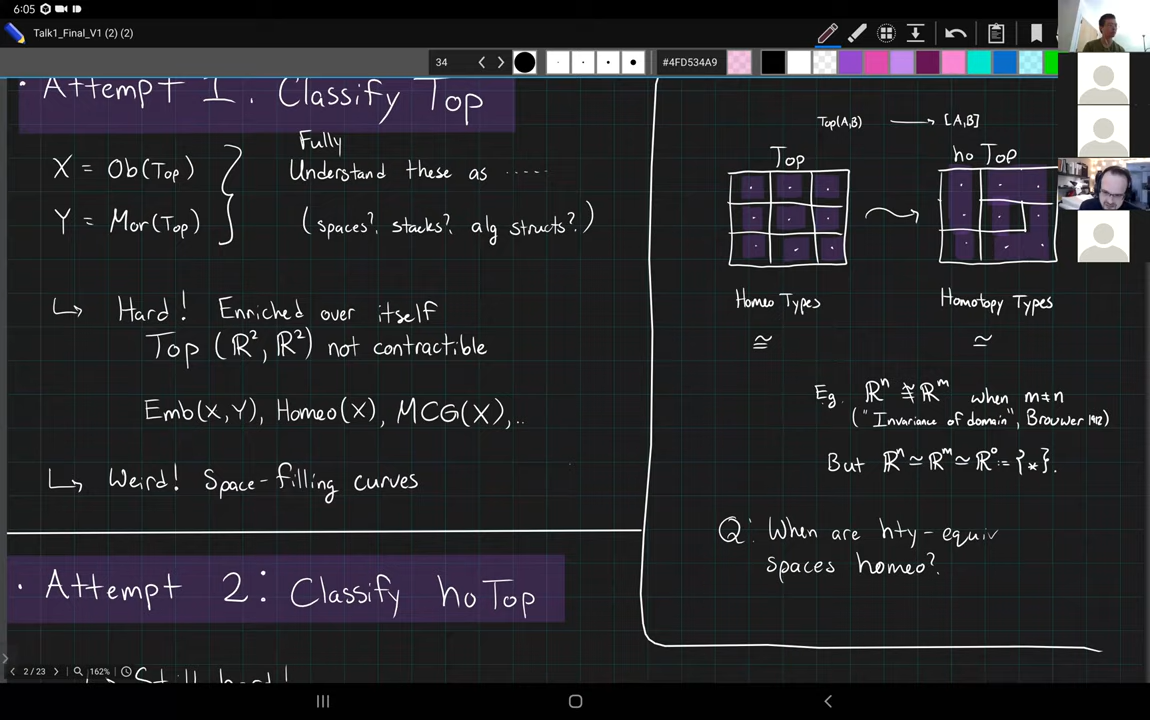 6:05
Talk1_Final_V1 (2) (2)
34
#4FD534A9
• Attempt 1. Classify Top
X = Ob(Top)
Y = Mor(Top)
Fully
Understand these as .....
(spaces?, stacks?, alg structs?.)
↳ Hard! Enriched over itself
Top (ℝ², ℝ²) not contractible
Emb(X,Y), Homeo(X), MCG(X),..
↳ Weird! Space-filling curves
• Attempt 2: Classify hoTop
Still hard!
Top(A,B) → [A,B]
Top
ho Top
Homeo Types
Homotopy Types
≅
≃
Eg. ℝⁿ ≇ ℝᵐ when m≠n
("Invariance of domain", Brouwer 1912)
But ℝⁿ ≃ ℝᵐ ≃ ℝ⁰ := {*}.
Q: When are hty-equiv
spaces homeo?
2 / 23
162%